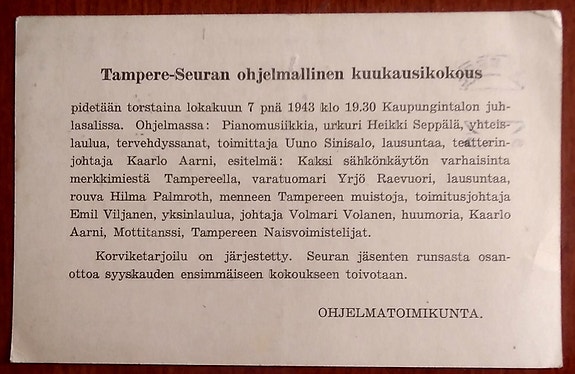 Tampere-Seuran ohjelmallinen kuukausikokous
pidetään torstaina lokakuun 7 pnä 1943 klo 19.30 Kaupungintalon juh-
lasalissa. Ohjelmassa: Pianomusiikkia, urkuri Heikki Seppälä, yhteis-
laulua, tervehdyssanat, toimittaja Uuno Sinisalo, lausuntaa, teatterin-
johtaja Kaarlo Aarni, esitelmä: Kaksi sähkönkäytön varhaisinta
merkkimiestä Tampereella, varatuomari Yrjö Raevuori, lausuntaa,
rouva Hilma Palmroth, menneen Tampereen muistoja, toimitusjohtaja
Emil Viljanen, yksinlaulua, johtaja Volmari Volanen, huumoria, Kaarlo
Aarni, Mottitanssi, Tampereen Naisvoimistelijat.
Korviketarjoilu on järjestetty. Seuran jäsenten runsasta osan-
ottoa syyskauden ensimmäiseen kokoukseen toivotaan.
OHJELMATOIMIKUNTA.